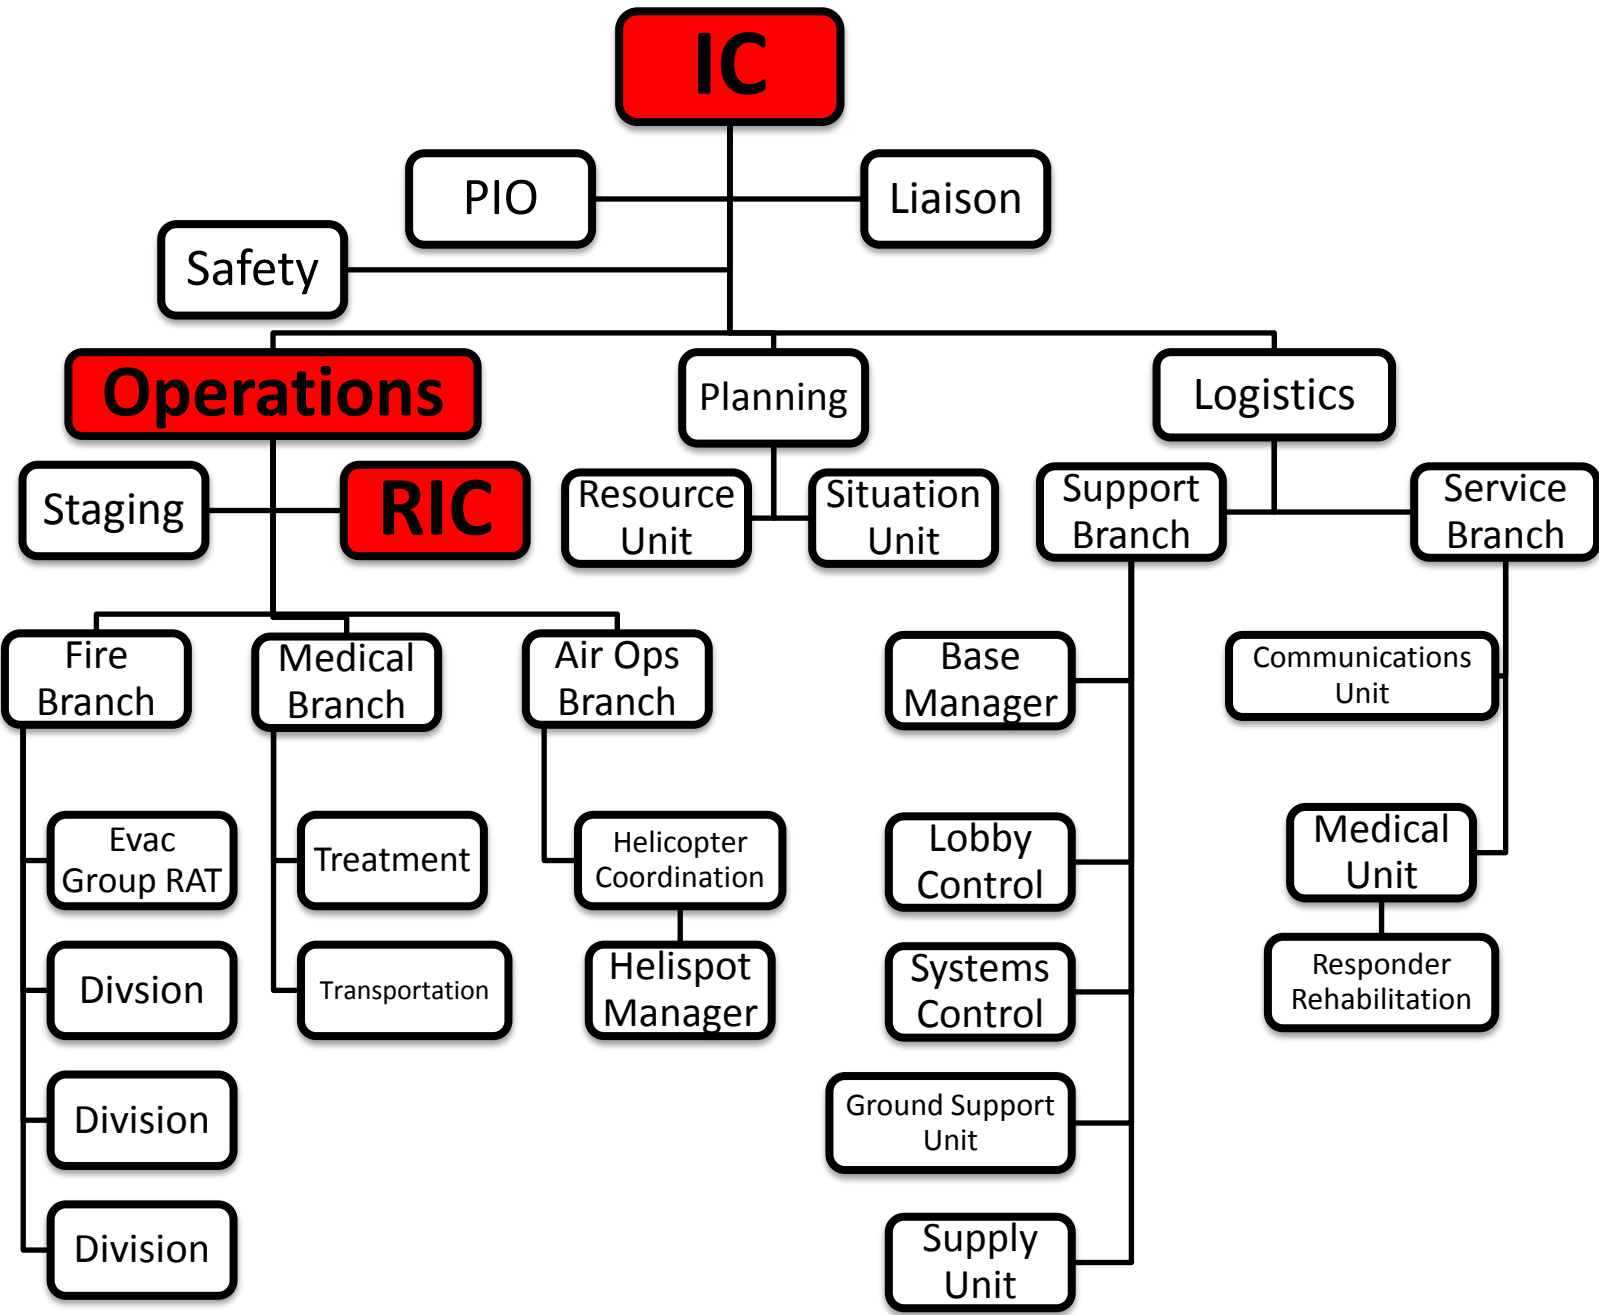 IC
PIO
Liaison
Safety
Operations
Planning
Logistics
Staging
RIC
Resource
Unit
Situation
Unit
Support
Branch
Service
Branch
Fire
Branch
Medical
Branch
Air Ops
Branch
Base
Manager
Communications
Unit
Evac
Group RAT
Treatment
Helicopter
Coordination
Lobby
Control
Medical
Unit
Divsion
Transportation
Helispot
Manager
Systems
Control
Responder
Rehabilitation
Division
Ground Support
Unit
Division
Supply
Unit